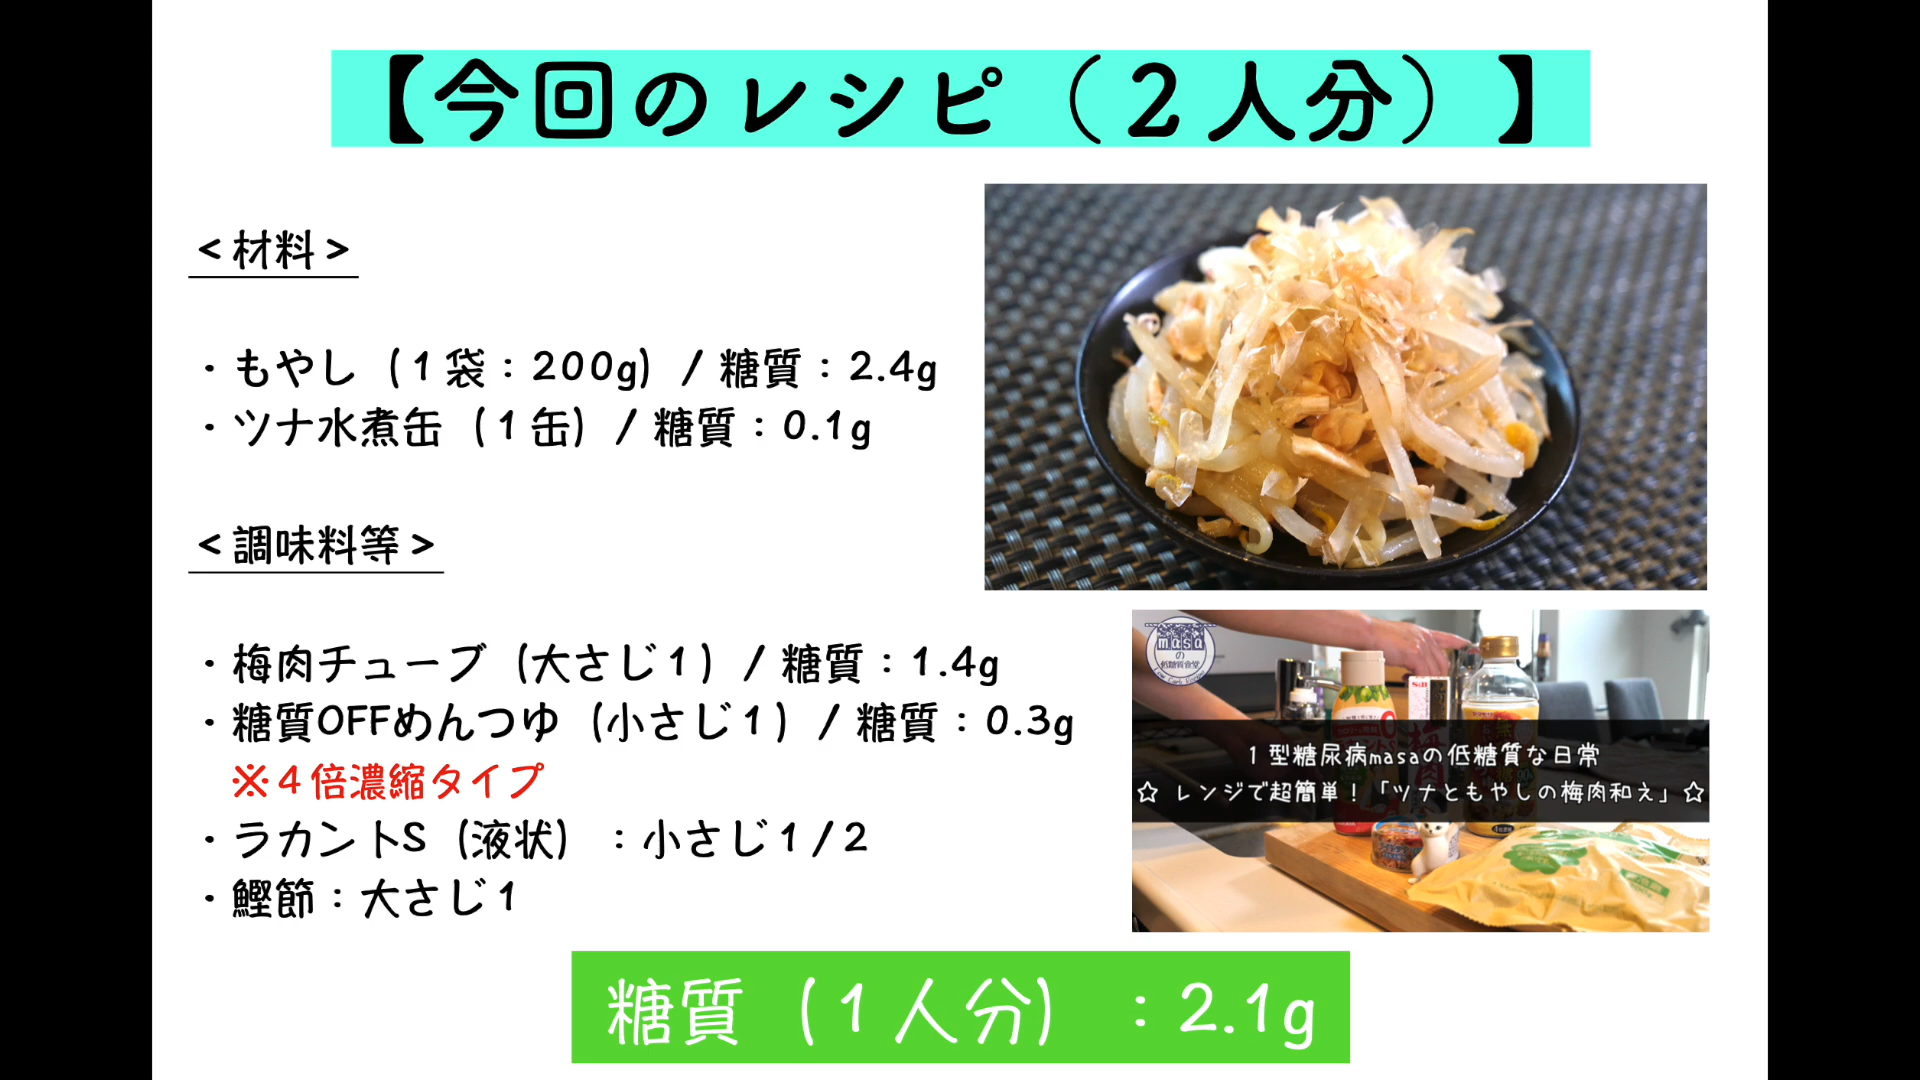 【今回のレシピ（２人分）】
＜材料＞
・もやし（１袋：200g）/ 糖質：2.4g
・ツナ水煮缶（１缶）/ 糖質：0.1g
＜調味料等＞
・梅肉チューブ（大さじ１）/ 糖質：1.4g
・糖質OFFめんつゆ（小さじ１）/ 糖質：0.3g
※４倍濃縮タイプ
・ラカントS（液状）：小さじ１/２
・鰹節：大さじ１
masa
の
低糖質食堂
S&B
１型糖尿病masaの低糖質な日常
☆ レンジで超簡単！「ツナともやしの梅肉和え」☆
糖質（１人分）：2.1g